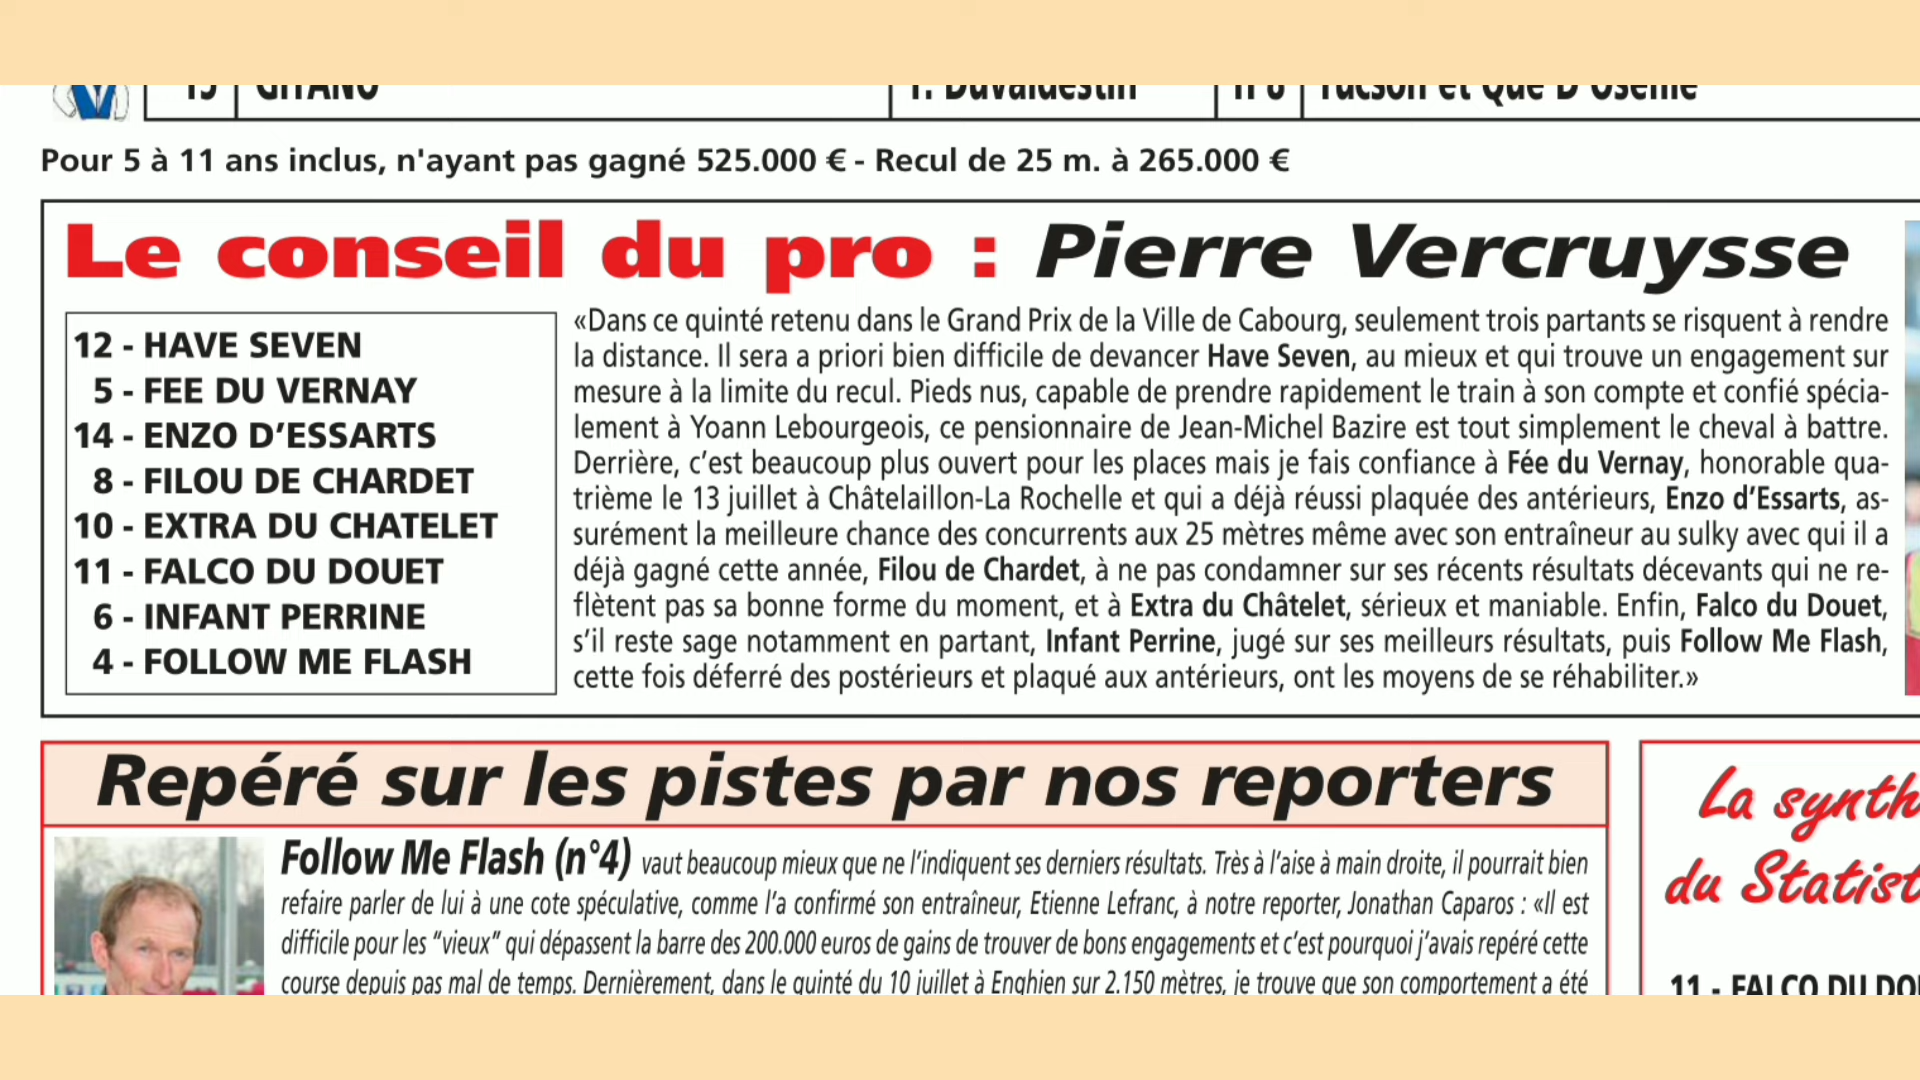 15 GITANO T. Duvaldestin n 8 Tucson et Que D'Oseille
Pour 5 à 11 ans inclus, n'ayant pas gagné 525.000 € - Recul de 25 m. à 265.000 €
Le conseil du pro : Pierre Vercruysse
12 - HAVE SEVEN
5 - FEE DU VERNAY
14 - ENZO D’ESSARTS
8 - FILOU DE CHARDET
10 - EXTRA DU CHATELET
11 - FALCO DU DOUET
6 - INFANT PERRINE
4 - FOLLOW ME FLASH
«Dans ce quinté retenu dans le Grand Prix de la Ville de Cabourg, seulement trois partants se risquent à rendre
la distance. Il sera a priori bien difficile de devancer Have Seven, au mieux et qui trouve un engagement sur
mesure à la limite du recul. Pieds nus, capable de prendre rapidement le train à son compte et confié spécia-
lement à Yoann Lebourgeois, ce pensionnaire de Jean-Michel Bazire est tout simplement le cheval à battre.
Derrière, c’est beaucoup plus ouvert pour les places mais je fais confiance à Fée du Vernay, honorable qua-
trième le 13 juillet à Châtelaillon-La Rochelle et qui a déjà réussi plaquée des antérieurs, Enzo d’Essarts, as-
surément la meilleure chance des concurrents aux 25 mètres même avec son entraîneur au sulky avec qui il a
déjà gagné cette année, Filou de Chardet, à ne pas condamner sur ses récents résultats décevants qui ne re-
flètent pas sa bonne forme du moment, et à Extra du Châtelet, sérieux et maniable. Enfin, Falco du Douet,
s’il reste sage notamment en partant, Infant Perrine, jugé sur ses meilleurs résultats, puis Follow Me Flash,
cette fois déferré des postérieurs et plaqué aux antérieurs, ont les moyens de se réhabiliter.»
Repéré sur les pistes par nos reporters
Follow Me Flash (n°4) vaut beaucoup mieux que ne l’indiquent ses derniers résultats. Très à l’aise à main droite, il pourrait bien
refaire parler de lui à une cote spéculative, comme l’a confirmé son entraîneur, Etienne Lefranc, à notre reporter, Jonathan Caparos : «Il est
difficile pour les “vieux” qui dépassent la barre des 200.000 euros de gains de trouver de bons engagements et c’est pourquoi j’avais repéré cette
course depuis pas mal de temps. Dernièrement, dans le quinté du 10 juillet à Enghien sur 2.150 mètres, je trouve que son comportement a été
La synth
du Statist
11 - FALCO DU DOU